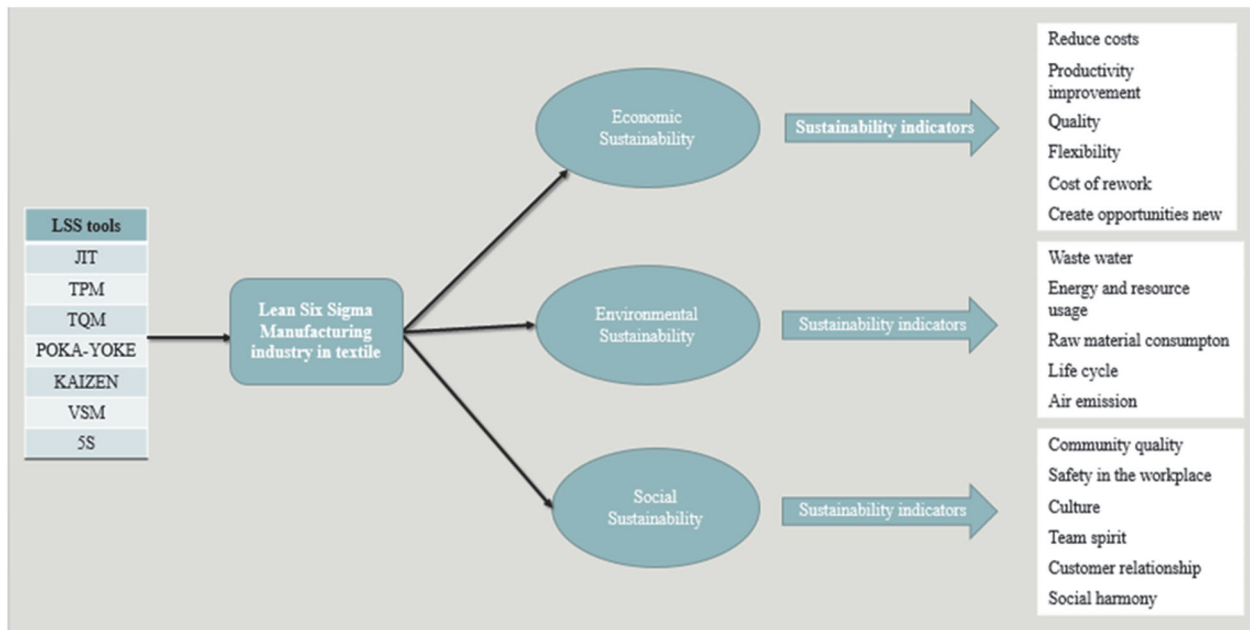 LSS tools
JIT
TPM
TQM
POKA-YOKE
KAIZEN
VSM
5S
Lean Six Sigma
Manufacturing
industry in textile
Economic
Sustainability
Sustainability indicators
Reduce costs
Productivity
improvement
Quality
Flexibility
Cost of rework
Create opportunities new
Environmental
Sustainability
Sustainability indicators
Waste water
Energy and resource
usage
Raw material consumpton
Life cycle
Air emission
Social
Sustainability
Sustainability indicators
Community quality
Safety in the workplace
Culture
Team spirit
Customer relationship
Social harmony